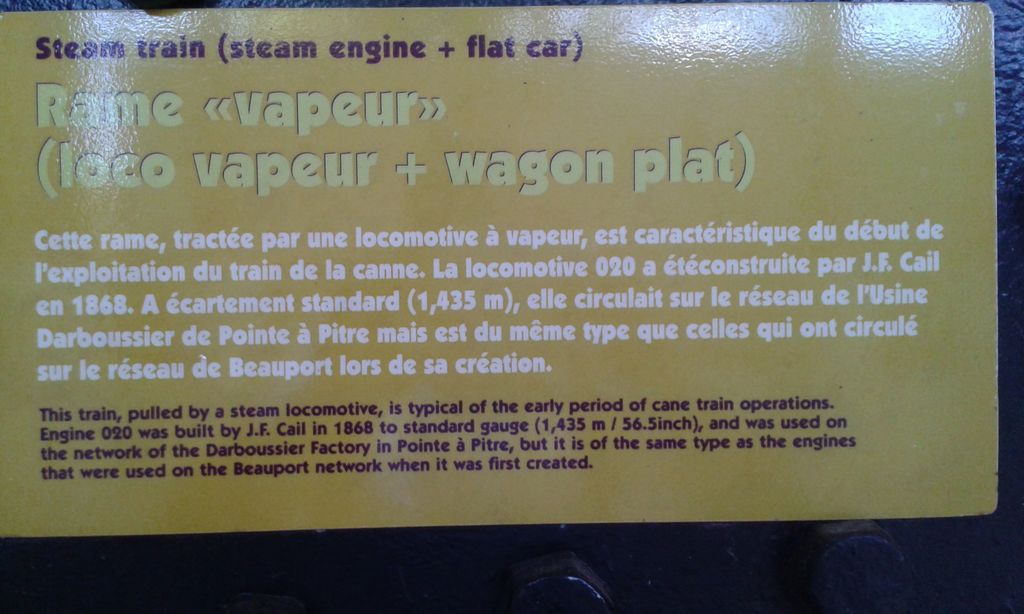 Steam train (steam engine + flat car)
Rame «vapeur»
(loco vapeur + wagon plat)
Cette rame, tractée par une locomotive à vapeur, est caractéristique du début de
l'exploitation du train de la canne. La locomotive 020 a étéconstruite par J.F. Cail
en 1868. A écartement standard (1,435 m), elle circulait sur le réseau de l'Usine
Darboussier de Pointe à Pitre mais est du même type que celles qui ont circulé
sur le réseau de Beauport lors de sa création.
This train, pulled by a steam locomotive, is typical of the early period of cane train operations.
Engine 020 was built by J.F. Cail in 1868 to standard gauge (1,435 m / 56.5inch), and was used on
the network of the Darboussier Factory in Pointe à Pitre, but it is of the same type as the engines
that were used on the Beauport network when it was first created.